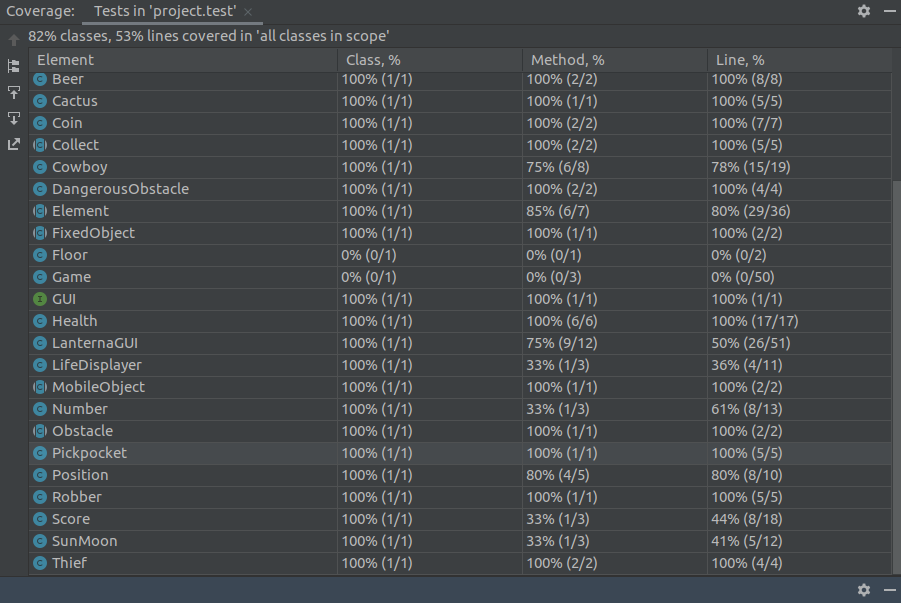 Coverage: Tests in 'project.test' ×
82% classes, 53% lines covered in 'all classes in scope'
Element Class, % Method, % Line, %
C Beer 100% (1/1) 100% (2/2) 100% (8/8)
C Cactus 100% (1/1) 100% (1/1) 100% (5/5)
C Coin 100% (1/1) 100% (2/2) 100% (7/7)
C Collect 100% (1/1) 100% (2/2) 100% (5/5)
C Cowboy 100% (1/1) 75% (6/8) 78% (15/19)
C DangerousObstacle 100% (1/1) 100% (2/2) 100% (4/4)
C Element 100% (1/1) 85% (6/7) 80% (29/36)
C FixedObject 100% (1/1) 100% (1/1) 100% (2/2)
C Floor 0% (0/1) 0% (0/1) 0% (0/2)
C Game 0% (0/1) 0% (0/3) 0% (0/50)
I GUI 100% (1/1) 100% (1/1) 100% (1/1)
C Health 100% (1/1) 100% (6/6) 100% (17/17)
C LanternaGUI 100% (1/1) 75% (9/12) 50% (26/51)
C LifeDisplayer 100% (1/1) 33% (1/3) 36% (4/11)
C MobileObject 100% (1/1) 100% (1/1) 100% (2/2)
C Number 100% (1/1) 33% (1/3) 61% (8/13)
C Obstacle 100% (1/1) 100% (1/1) 100% (2/2)
C Pickpocket 100% (1/1) 100% (1/1) 100% (5/5)
C Position 100% (1/1) 80% (4/5) 80% (8/10)
C Robber 100% (1/1) 100% (1/1) 100% (5/5)
C Score 100% (1/1) 33% (1/3) 44% (8/18)
C SunMoon 100% (1/1) 33% (1/3) 41% (5/12)
C Thief 100% (1/1) 100% (2/2) 100% (4/4)